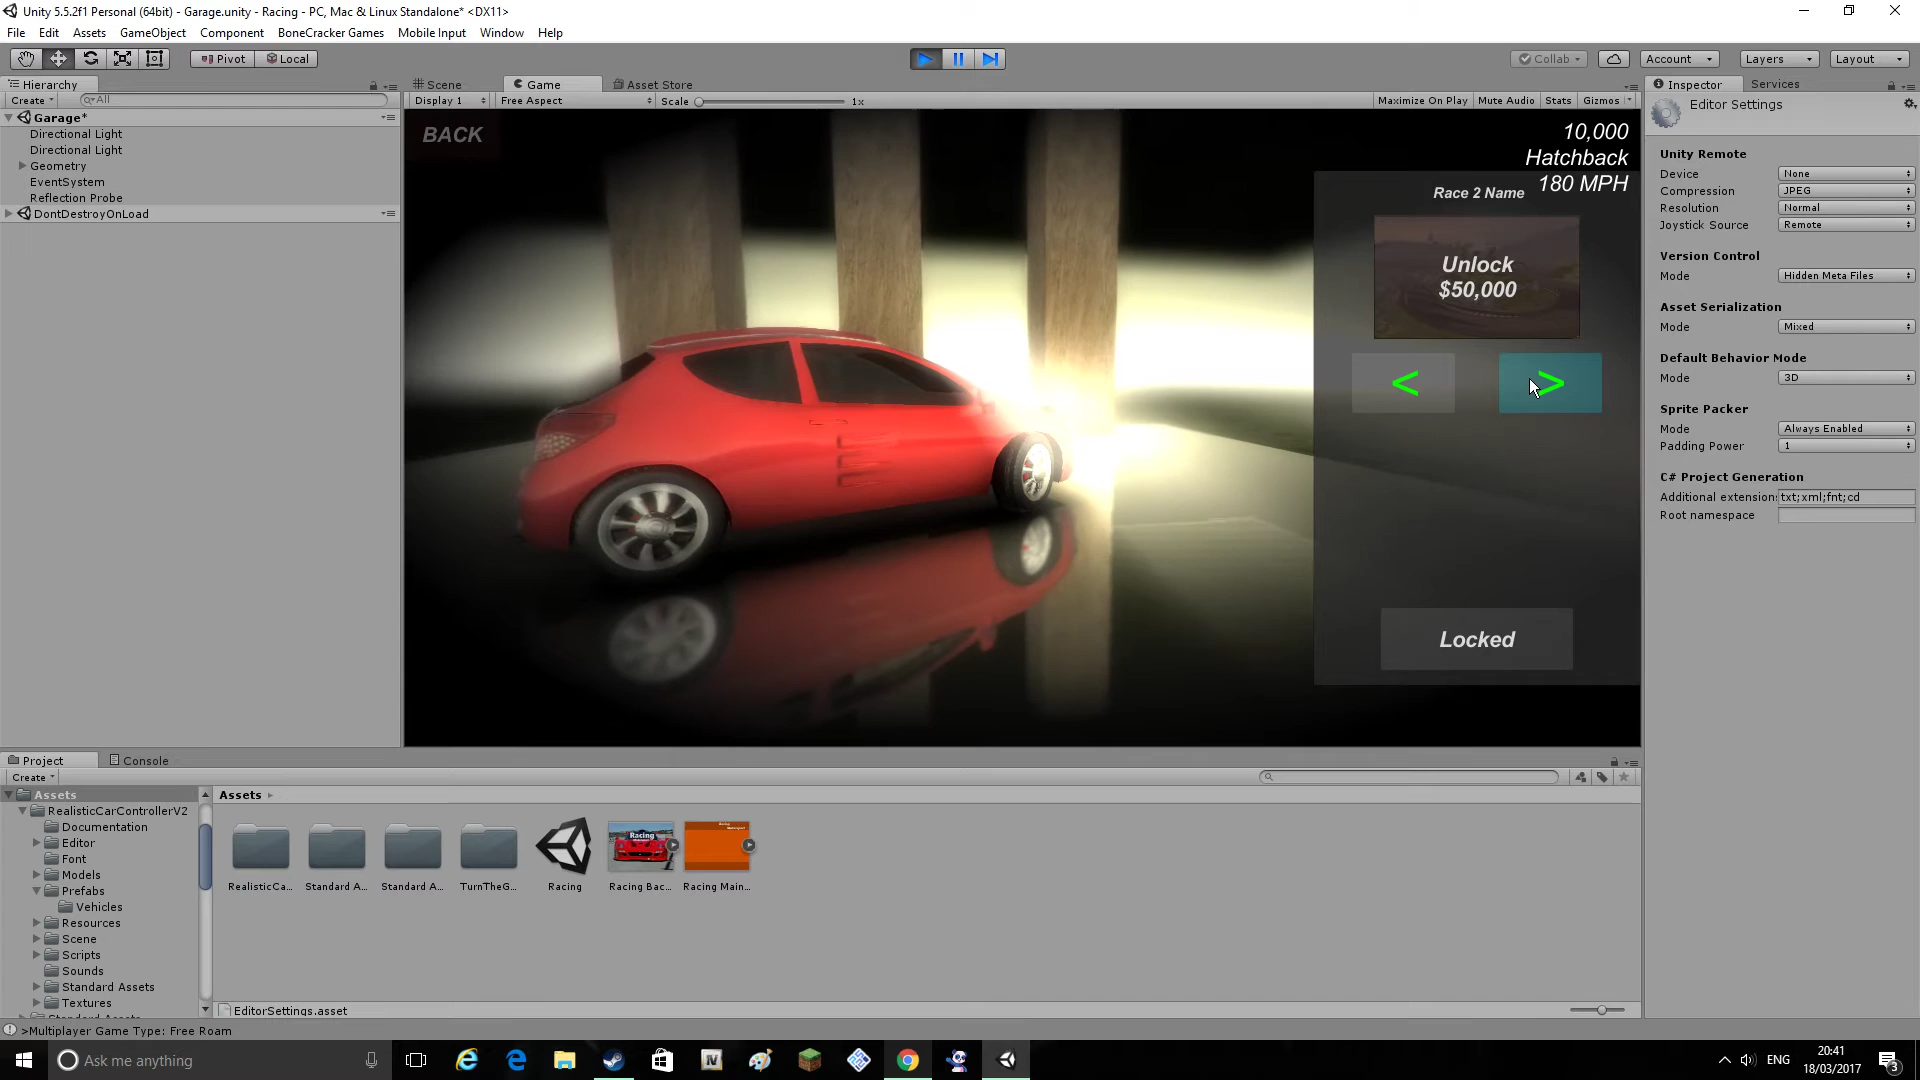 Unity 5.5.2f1 Personal (64bit) - Garage.unity - Racing - PC, Mac & Linux Standalone* <DX11>
File Edit Assets GameObject Component BoneCracker Games Mobile Input Window Help
Pivot Local Collab Account Layers Layout
Hierarchy
Create All
Garage*
Directional Light
Directional Light
Geometry
EventSystem
Reflection Probe
DontDestroyOnLoad
Scene Game Asset Store
Display 1 Free Aspect Scale 1x Maximize On Play Mute Audio Stats Gizmos
BACK
10,000
Hatchback
180 MPH
Race 2 Name
Unlock
$50,000
< >
Locked
Inspector Services
Editor Settings
Unity Remote
Device None
Compression JPEG
Resolution Normal
Joystick Source Remote
Version Control
Mode Hidden Meta Files
Asset Serialization
Mode Mixed
Default Behavior Mode
Mode 3D
Sprite Packer
Mode Always Enabled
Padding Power 1
C# Project Generation
Additional extension: txt;xml;fnt;cd
Root namespace
Project Console
Create
Assets
RealisticCarControllerV2
Documentation
Editor
Font
Models
Prefabs
Vehicles
Resources
Scene
Scripts
Sounds
Standard Assets
Textures
Assets
RealisticCa... Standard A... Standard A... TurnTheG... Racing Racing Bac... Racing Main...
EditorSettings.asset
>Multiplayer Game Type: Free Roam
Ask me anything
ENG
20:41
18/03/2017
3